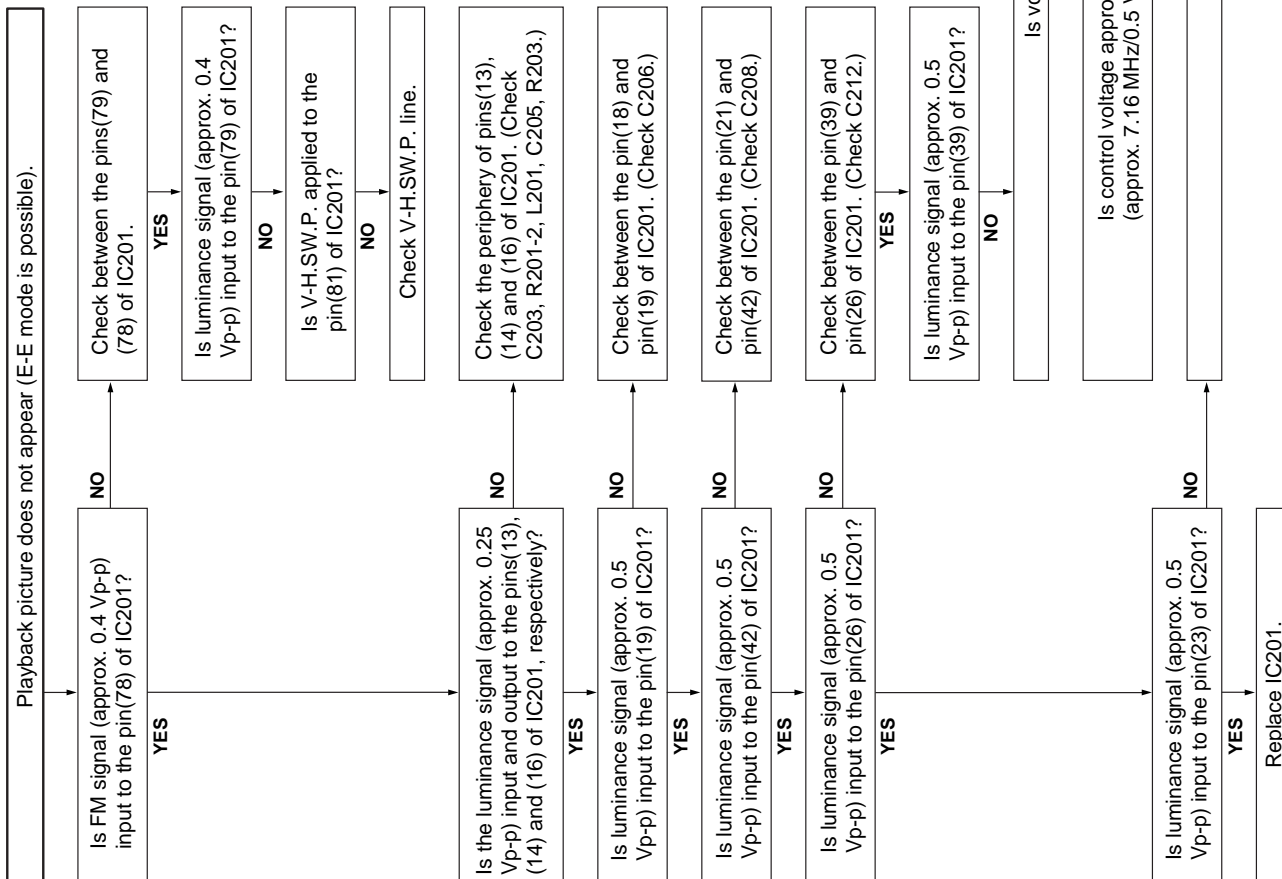 Playback picture does not appear (E-E mode is possible).
Is FM signal (approx. 0.4 Vp-p)
input to the pin(78) of IC201?
NO
YES
Check between the pins(79) and
(78) of IC201.
YES
Is luminance signal (approx. 0.4
Vp-p) input to the pin(79) of IC201?
NO
Is V-H.SW.P. applied to the
pin(81) of IC201?
NO
Check V-H.SW.P. line.
Is the luminance signal (approx. 0.25
Vp-p) input and output to the pins(13),
(14) and (16) of IC201, respectively?
NO
YES
Check the periphery of pins(13),
(14) and (16) of IC201. (Check
C203, R201-2, L201, C205, R203.)
Is luminance signal (approx. 0.5
Vp-p) input to the pin(19) of IC201?
NO
YES
Check between the pin(18) and
pin(19) of IC201. (Check C206.)
Is luminance signal (approx. 0.5
Vp-p) input to the pin(42) of IC201?
NO
YES
Check between the pin(21) and
pin(42) of IC201. (Check C208.)
Is luminance signal (approx. 0.5
Vp-p) input to the pin(26) of IC201?
NO
YES
Check between the pin(39) and
pin(26) of IC201. (Check C212.)
YES
Is luminance signal (approx. 0.5
Vp-p) input to the pin(39) of IC201?
NO
Is
Is control voltage
(approx. 7.16 MHz/0.5
Is luminance signal (approx. 0.5
Vp-p) input to the pin(23) of IC201?
NO
YES
Replace IC201.